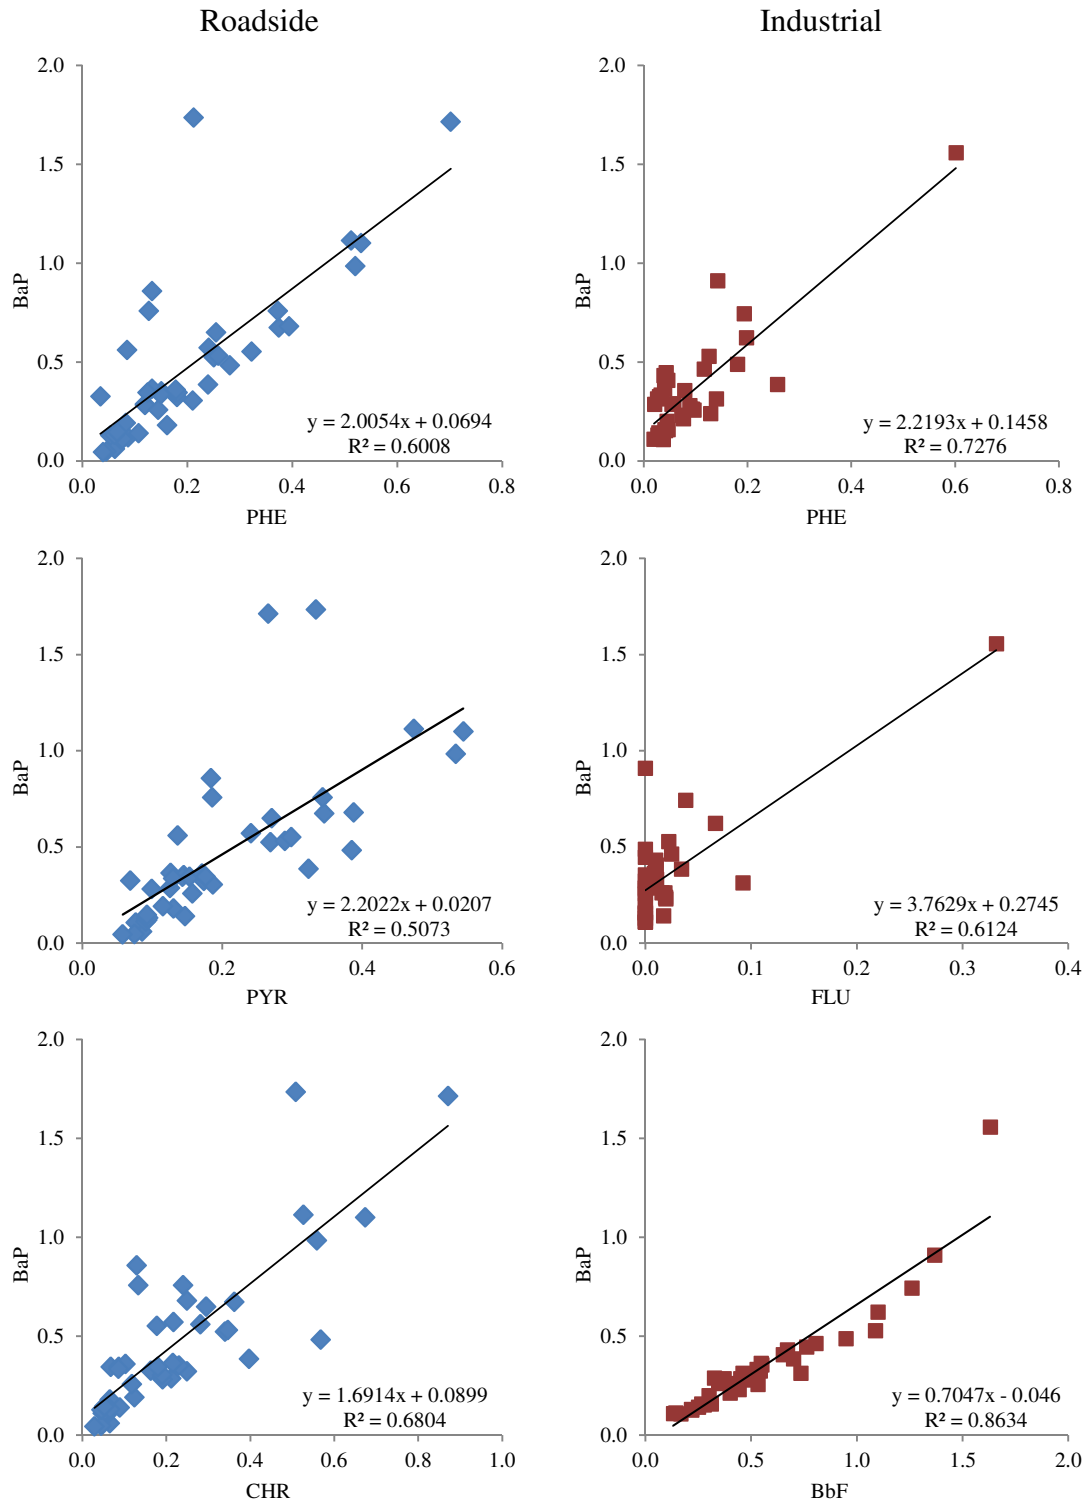 Roadside
Industrial
2.0
1.5
1.0
0.5
0.0
BaP
y = 2.0054x + 0.0694
R² = 0.6008
0.0 0.2 0.4 0.6 0.8
PHE
2.0
1.5
1.0
0.5
0.0
BaP
y = 2.2193x + 0.1458
R² = 0.7276
0.0 0.2 0.4 0.6 0.8
PHE
2.0
1.5
1.0
0.5
0.0
BaP
y = 2.2022x + 0.0207
R² = 0.5073
0.0 0.2 0.4 0.6
PYR
2.0
1.5
1.0
0.5
0.0
BaP
y = 3.7629x + 0.2745
R² = 0.6124
0.0 0.1 0.2 0.3 0.4
FLU
2.0
1.5
1.0
0.5
0.0
BaP
y = 1.6914x + 0.0899
R² = 0.6804
0.0 0.2 0.4 0.6 0.8 1.0
CHR
2.0
1.5
1.0
0.5
0.0
BaP
y = 0.7047x - 0.046
R² = 0.8634
0.0 0.5 1.0 1.5 2.0
BbF